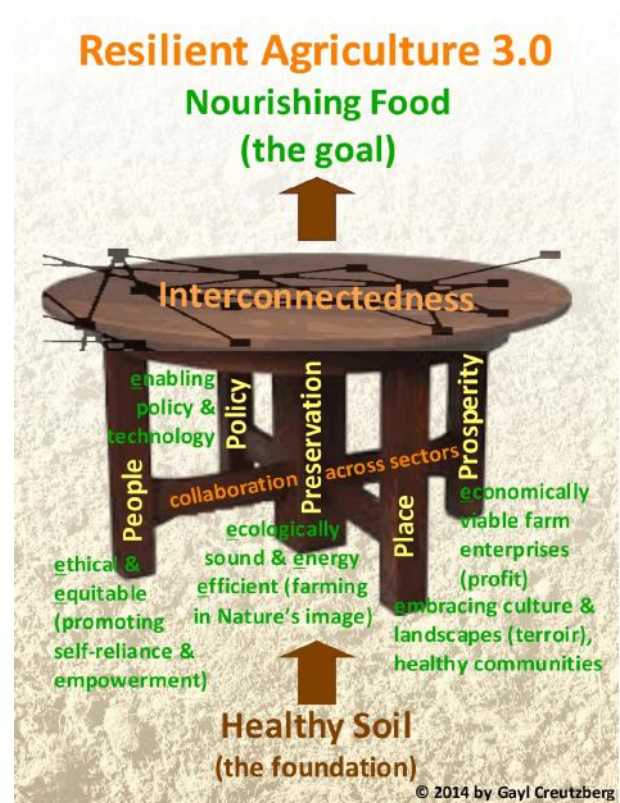 Resilient Agriculture 3.0
Nourishing Food
(the goal)
Interconnectedness
People
enabling
policy &
technology
Policy
Preservation
Place
Prosperity
collaboration across sectors
ethical &
equitable
(promoting
self-reliance &
empowerment)
ecologically
sound & energy
efficient (farming
in Nature's image)
embracing culture &
landscapes (terroir),
healthy communities
economically
viable farm
enterprises
(profit)
Healthy Soil
(the foundation)
© 2014 by Gayl Creutzberg